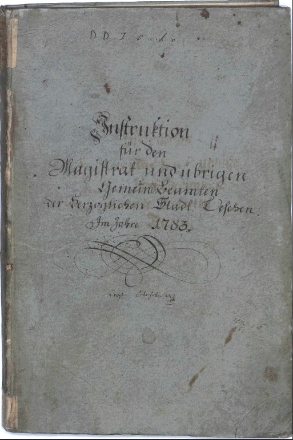 Instruktion
für den
Magistrat und übrigen
Gemein Beamten
der Herzoglichen Stadt Teschen.
Im Jahre 1783.